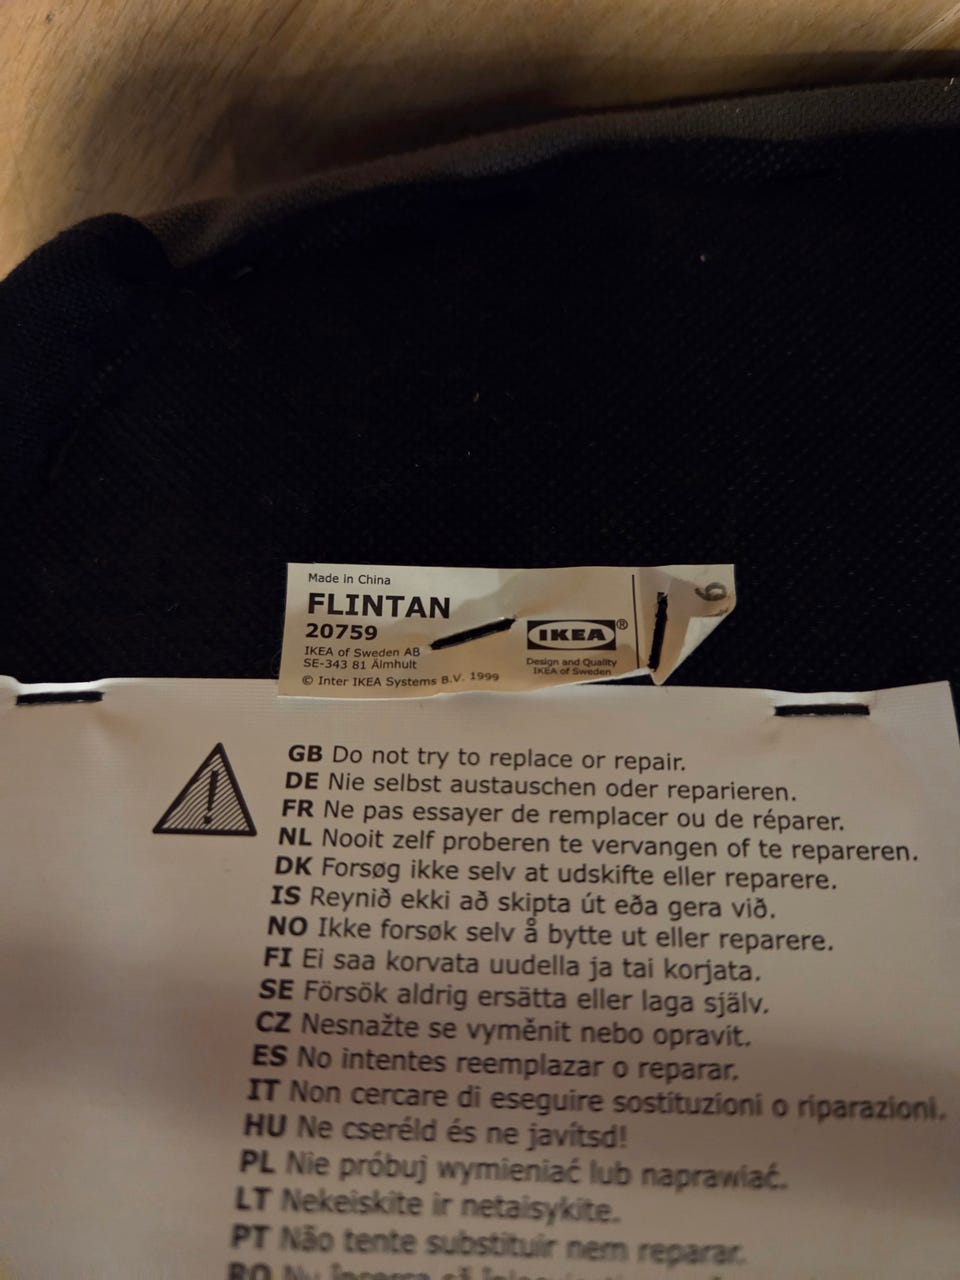 Made in China
FLINTAN
20759
IKEA of Sweden AB
SE-343 81 Älmhult
© Inter IKEA Systems B.V. 1999
IKEA®
Design and Quality
IKEA of Sweden
6
GB Do not try to replace or repair.
DE Nie selbst austauschen oder reparieren.
FR Ne pas essayer de remplacer ou de réparer.
NL Nooit zelf proberen te vervangen of te repareren.
DK Forsøg ikke selv at udskifte eller reparere.
IS Reynið ekki að skipta út eða gera við.
NO Ikke forsøk selv å bytte ut eller reparere.
FI Ei saa korvata uudella ja tai korjata.
SE Försök aldrig ersätta eller laga själv.
CZ Nesnažte se vyměnit nebo opravit.
ES No intentes reemplazar o reparar.
IT Non cercare di eseguire sostituzioni o riparazioni.
HU Ne cseréld és ne javítsd!
PL Nie próbuj wymieniać lub naprawiać.
LT Nekeiskite ir netaisykite.
PT Não tente substituir nem reparar.
RO Nu